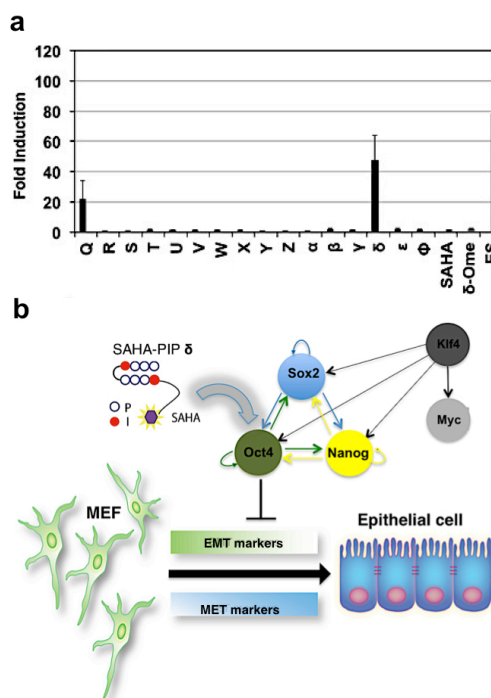 a
120
100
80
60
40
20
0
Fold Induction
Q R S T U V W X Y Z α β γ δ ε Φ SAHA δ-Ome ES
b
SAHA-PIP δ
P
I
SAHA
Sox2
Klf4
Myc
Oct4
Nanog
MEF
EMT markers
MET markers
Epithelial cell